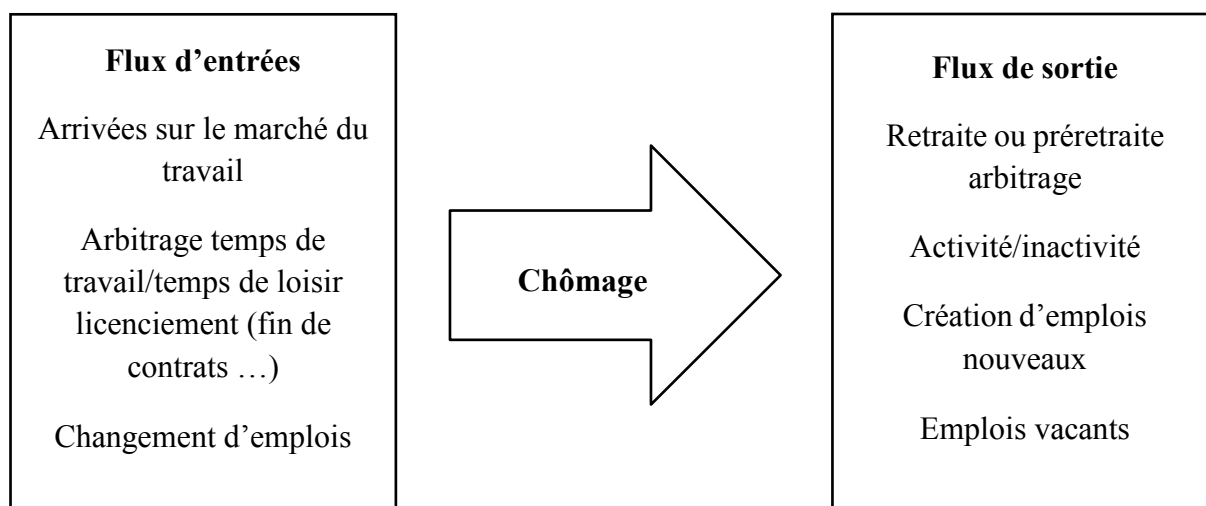 Flux d’entrées
Arrivées sur le marché du
travail
Arbitrage temps de
travail/temps de loisir
licenciement (fin de
contrats …)
Changement d’emplois
Chômage
Flux de sortie
Retraite ou préretraite
arbitrage
Activité/inactivité
Création d’emplois
nouveaux
Emplois vacants